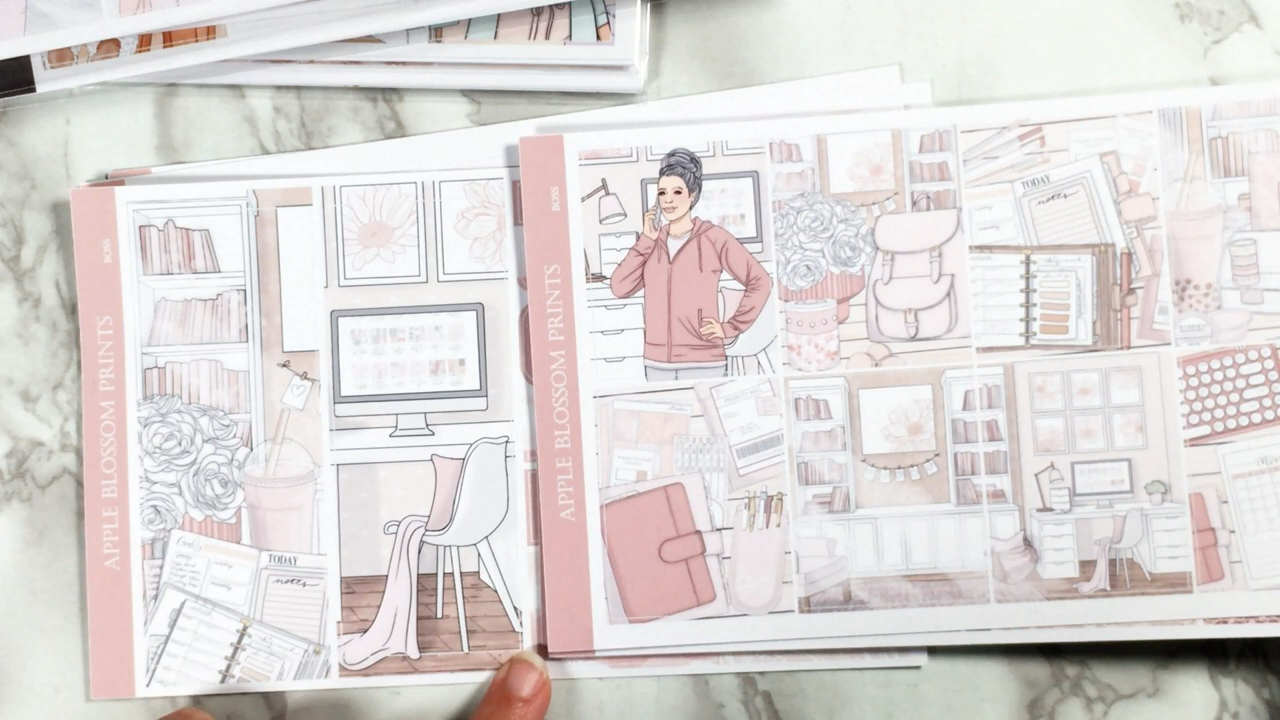 BOSS
APPLE BLOSSOM PRINTS
TODAY
notes
BOSS
APPLE BLOSSOM PRINTS
TODAY
notes